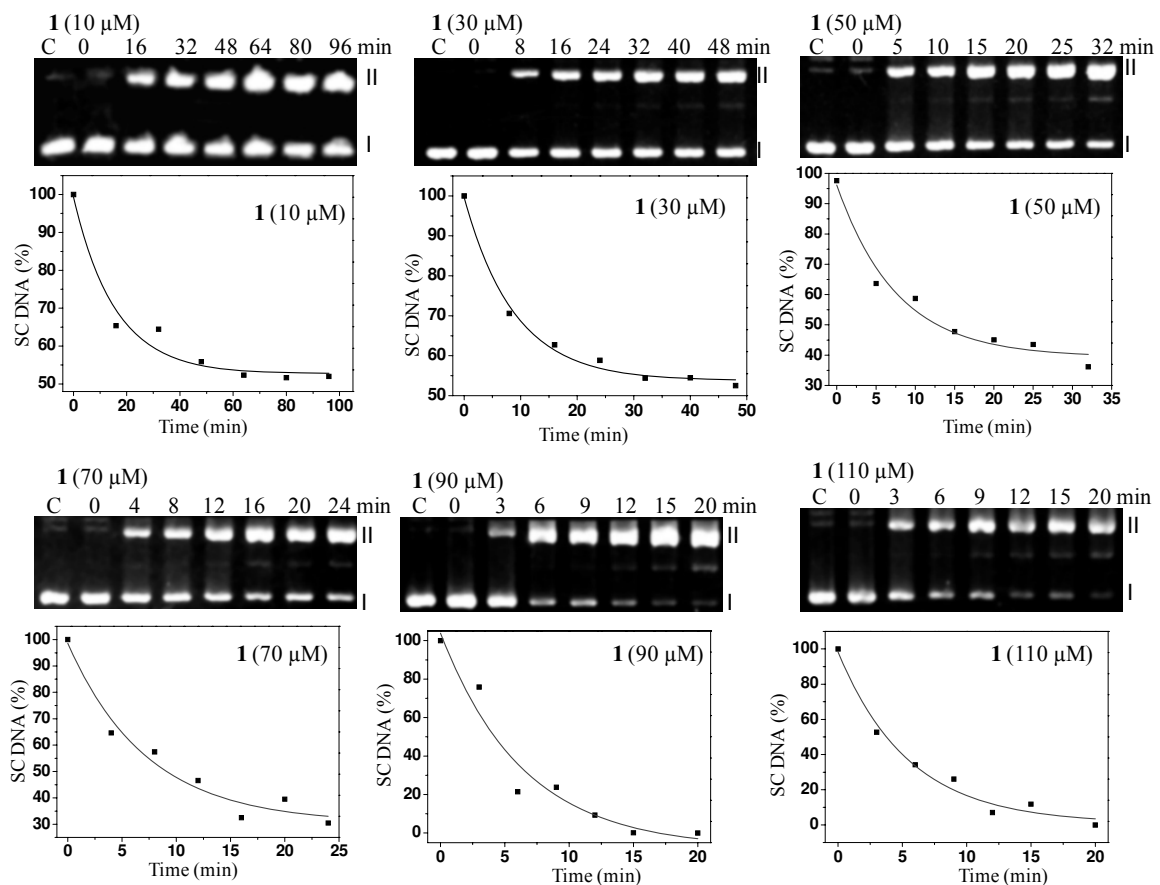 1 (10 µM)
C 0 16 32 48 64 80 96 min
II
I
1 (10 µM)
SC DNA (%)
100
90
80
70
60
50
0 20 40 60 80 100
Time (min)
1 (30 µM)
C 0 8 16 24 32 40 48 min
II
I
1 (30 µM)
SC DNA (%)
100
90
80
70
60
50
0 10 20 30 40 50
Time (min)
1 (50 µM)
C 0 5 10 15 20 25 32 min
II
I
1 (50 µM)
SC DNA (%)
100
90
80
70
60
50
40
30
0 5 10 15 20 25 30 35
Time (min)
1 (70 µM)
C 0 4 8 12 16 20 24 min
II
I
1 (70 µM)
SC DNA (%)
100
90
80
70
60
50
40
30
0 5 10 15 20 25
Time (min)
1 (90 µM)
C 0 3 6 9 12 15 20 min
II
I
1 (90 µM)
SC DNA (%)
100
80
60
40
20
0
0 5 10 15 20
Time (min)
1 (110 µM)
C 0 3 6 9 12 15 20 min
II
I
1 (110 µM)
SC DNA (%)
100
80
60
40
20
0
0 5 10 15 20
Time (min)